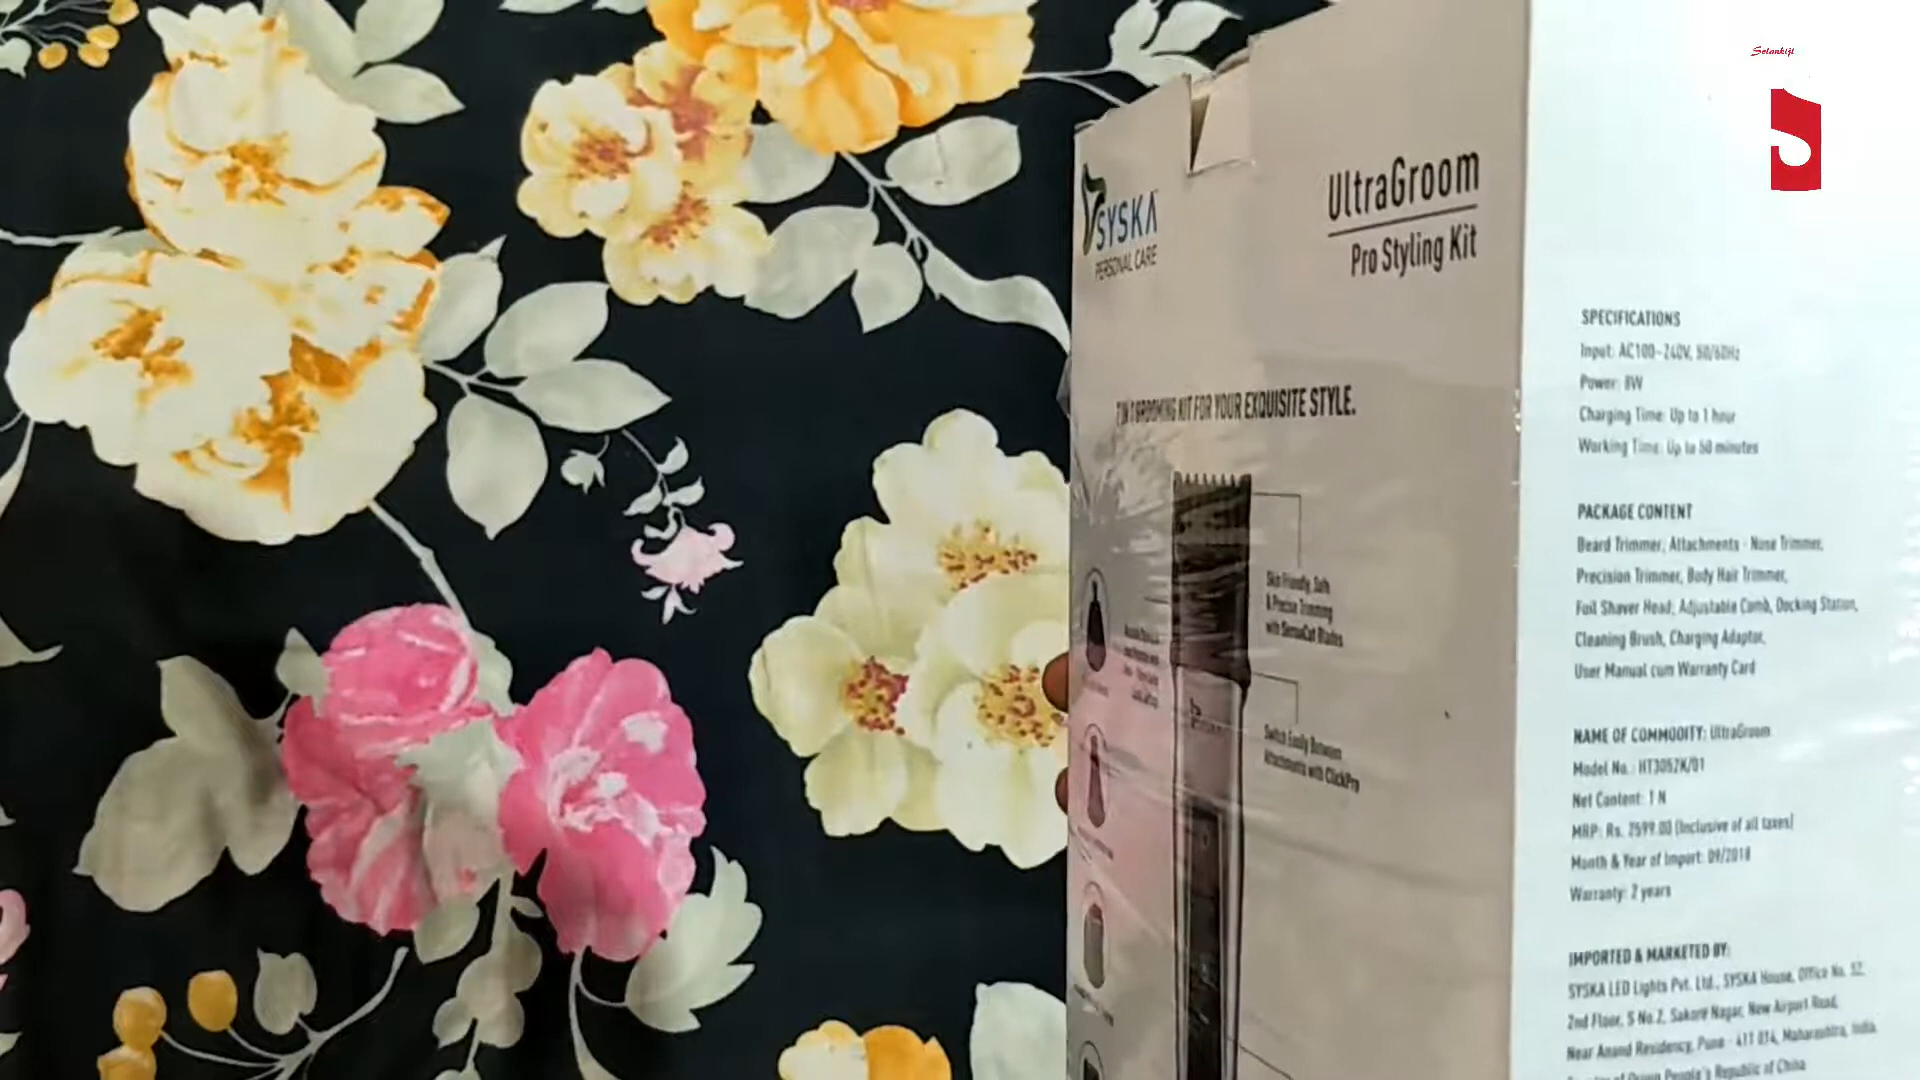 Solankiji
SYSKA
PERSONAL CARE
UltraGroom
Pro Styling Kit
7 IN 1 GROOMING KIT FOR YOUR EXQUISITE STYLE.
Skin Friendly, Safe
& Precise Trimming
with SensaCut Blades
Switch Easily Between
Attachments with ClickPro
SPECIFICATIONS
Input: AC100~240V, 50/60Hz
Power: 8W
Charging Time: Up to 1 hour
Working Time: Up to 50 minutes
PACKAGE CONTENT
Beard Trimmer, Attachments - Nose Trimmer,
Precision Trimmer, Body Hair Trimmer,
Foil Shaver Head, Adjustable Comb, Docking Station,
Cleaning Brush, Charging Adaptor,
User Manual cum Warranty Card
NAME OF COMMODITY: UltraGroom
Model No.: HT3052K/01
Net Content: 1 N
MRP: Rs. 2599.00 (Inclusive of all taxes)
Month & Year of Import: 09/2018
Warranty: 2 years
IMPORTED & MARKETED BY:
SYSKA LED Lights Pvt. Ltd., SYSKA House, Office No. 52,
2nd Floor, S No.2, Sakore Nagar, New Airport Road,
Near Anand Residency, Pune - 411 014, Maharashtra, India.
People's Republic of China